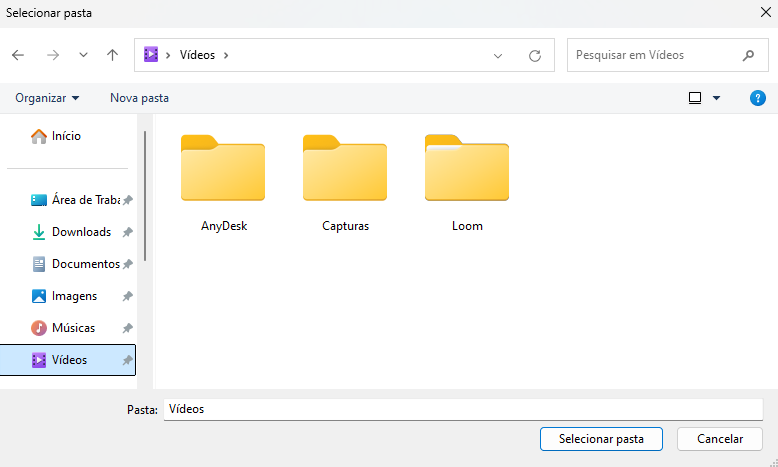 Selecionar pasta
Vídeos
Pesquisar em Vídeos
Organizar
Nova pasta
?
Início
Área de Traba
Downloads
Documentos
Imagens
Músicas
Vídeos
AnyDesk
Capturas
Loom
Pasta: Vídeos
Selecionar pasta
Cancelar